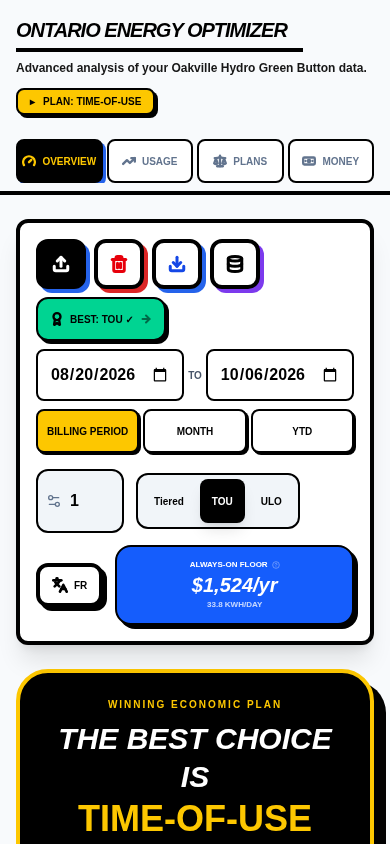 ONTARIO ENERGY OPTIMIZER
Advanced analysis of your Oakville Hydro Green Button data.
► PLAN: TIME-OF-USE
OVERVIEW
USAGE
PLANS
MONEY
BEST: TOU ✓ →
08/20/2026
TO
10/06/2026
BILLING PERIOD
MONTH
YTD
1
Tiered
TOU
ULO
FR
ALWAYS-ON FLOOR
$1,524/yr
33.8 KWH/DAY
WINNING ECONOMIC PLAN
THE BEST CHOICE
IS
TIME-OF-USE